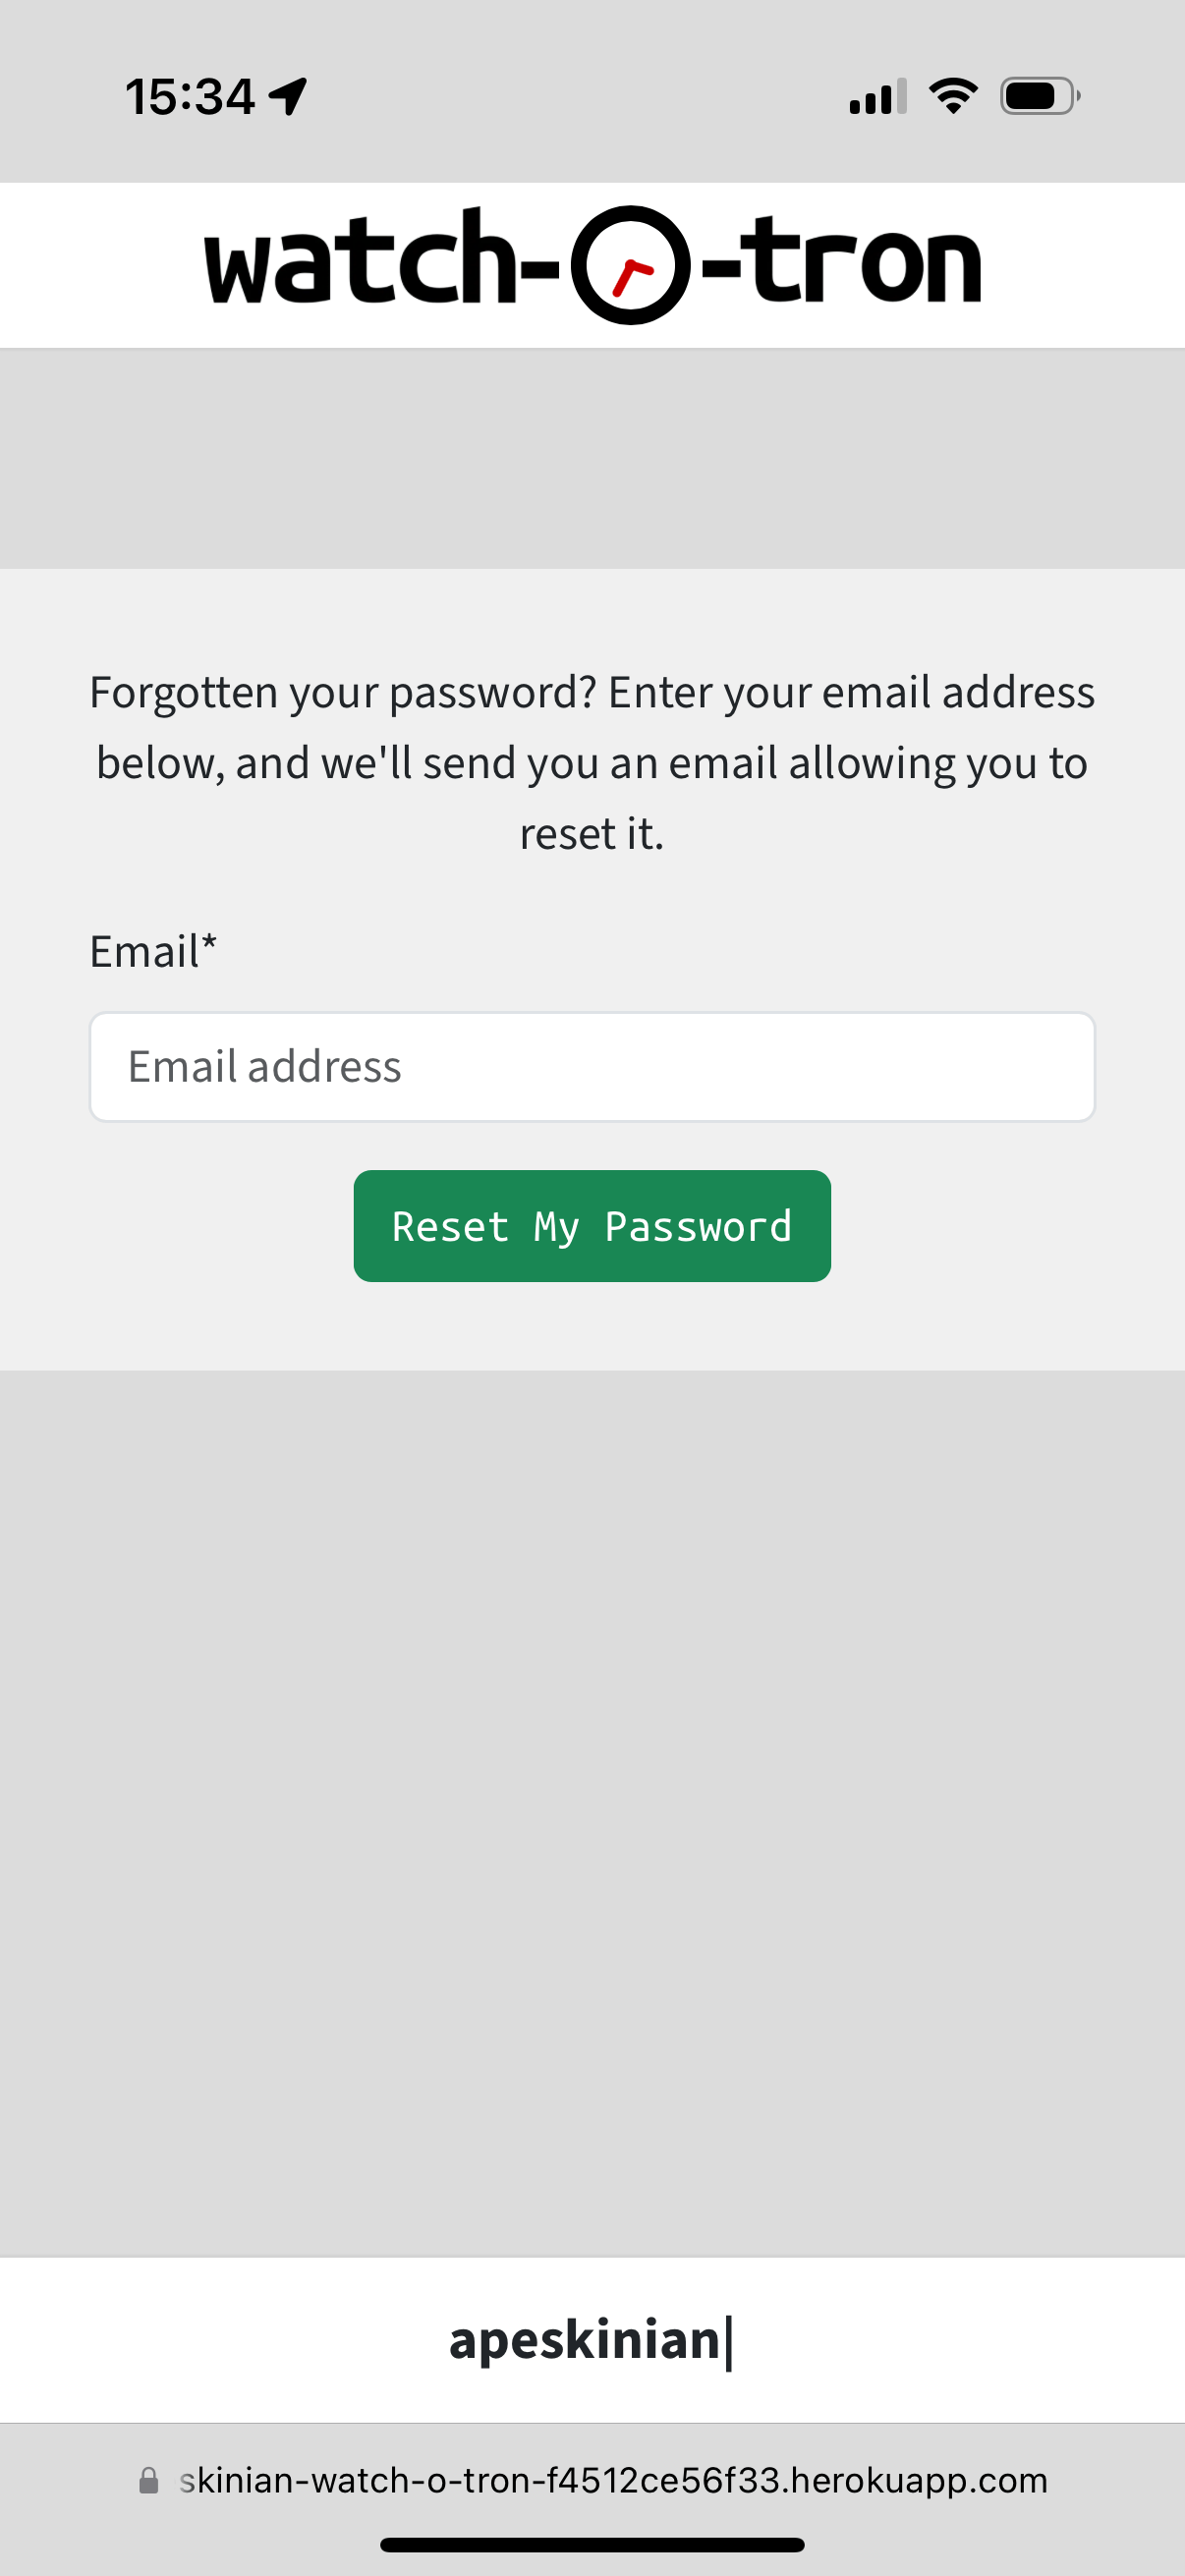 15:34
watch-O-tron
Forgotten your password? Enter your email address
below, and we'll send you an email allowing you to
reset it.
Email*
Email address
Reset My Password
apeskinian|
skinian-watch-o-tron-f4512ce56f33.herokuapp.com